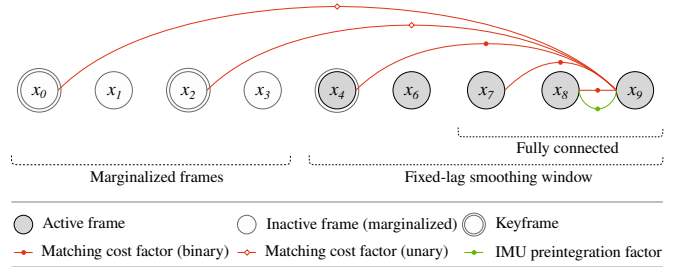 x0 x1 x2 x3 x4 x6 x7 x8 x9
Fully connected
Marginalized frames Fixed-lag smoothing window
Active frame Inactive frame (marginalized) Keyframe
Matching cost factor (binary) Matching cost factor (unary) IMU preintegration factor